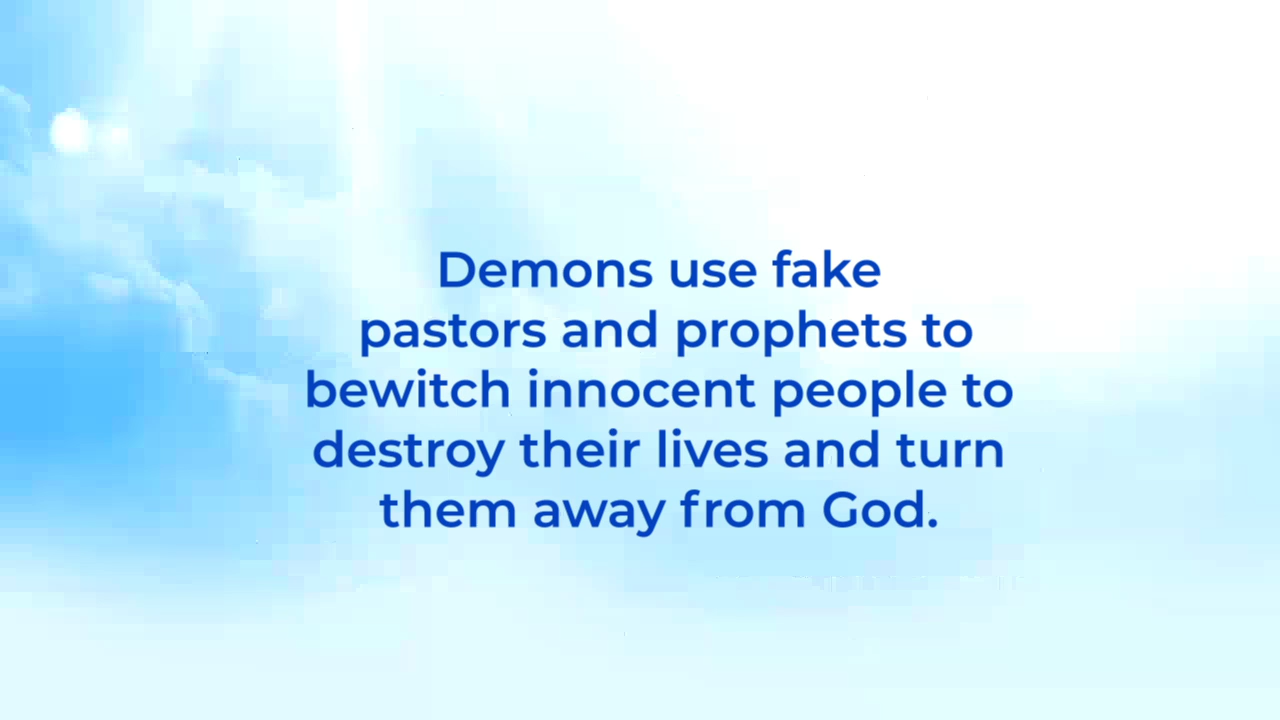 Demons use fake
pastors and prophets to
bewitch innocent people to
destroy their lives and turn
them away from God.